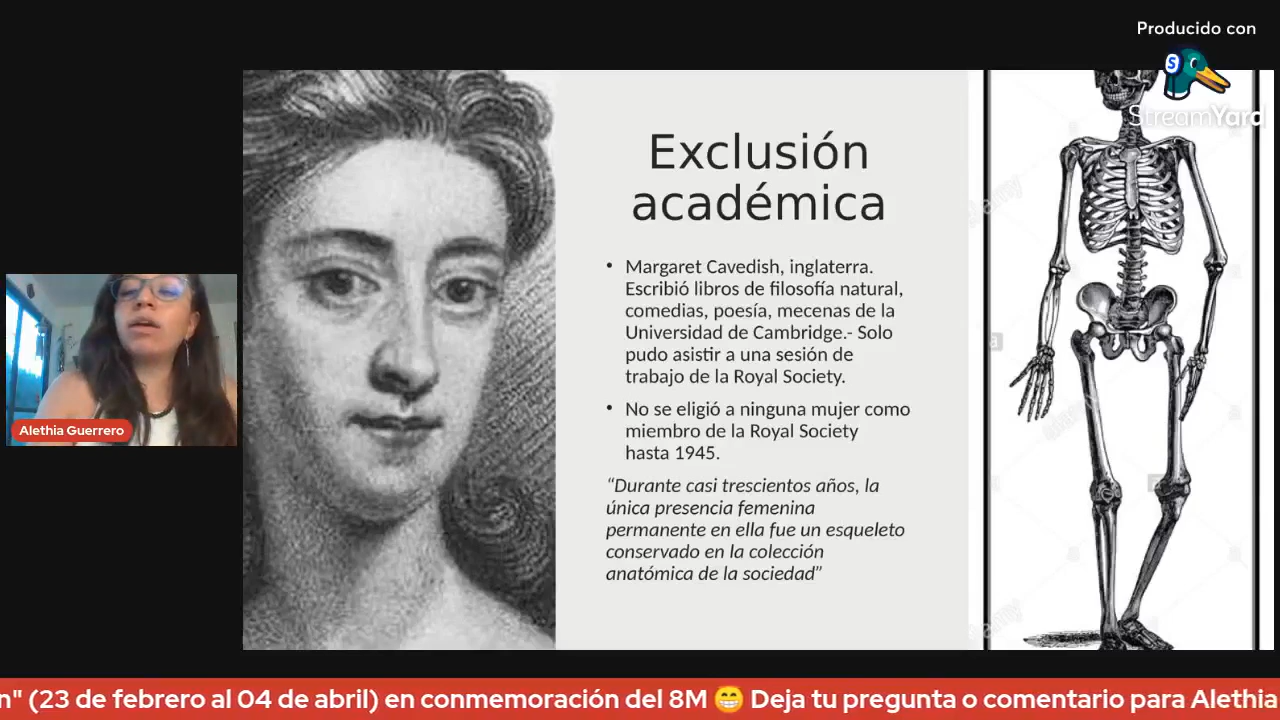 Producido con
S
StreamYard
Exclusión
académica
• Margaret Cavedish, inglaterra.
Escribió libros de filosofía natural,
comedias, poesía, mecenas de la
Universidad de Cambridge.- Solo
pudo asistir a una sesión de
trabajo de la Royal Society.
• No se eligió a ninguna mujer como
miembro de la Royal Society
hasta 1945.
“Durante casi trescientos años, la
única presencia femenina
permanente en ella fue un esqueleto
conservado en la colección
anatómica de la sociedad”
Alethia Guerrero
n" (23 de febrero al 04 de abril) en conmemoración del 8M 😁 Deja tu pregunta o comentario para Alethia